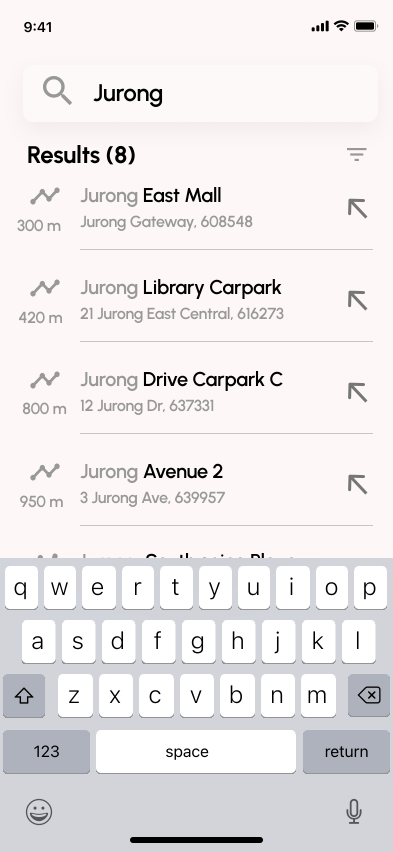 9:41
Jurong
Results (8)
Jurong East Mall
300 m
Jurong Gateway, 608548
Jurong Library Carpark
420 m
21 Jurong East Central, 616273
Jurong Drive Carpark C
800 m
12 Jurong Dr, 637331
Jurong Avenue 2
950 m
3 Jurong Ave, 639957
q w e r t y u i o p
a s d f g h j k l
z x c v b n m
123 space return